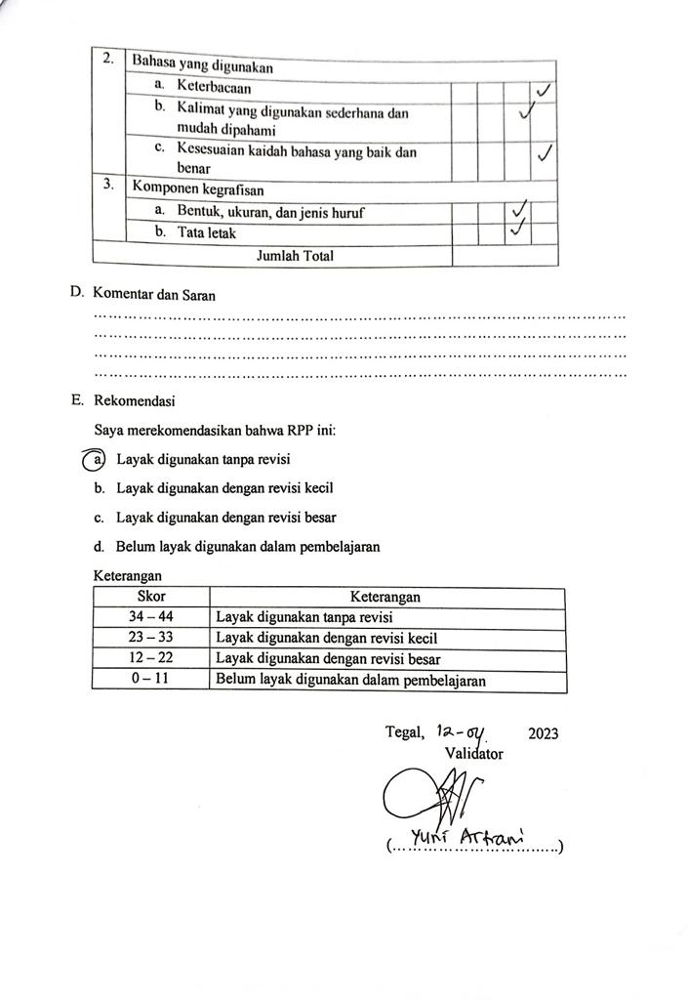 2. Bahasa yang digunakan
a. Keterbacaan ✓
b. Kalimat yang digunakan sederhana dan ✓
mudah dipahami
c. Kesesuaian kaidah bahasa yang baik dan ✓
benar
3. Komponen kegrafisan
a. Bentuk, ukuran, dan jenis huruf ✓
b. Tata letak ✓
Jumlah Total
D. Komentar dan Saran
E. Rekomendasi
Saya merekomendasikan bahwa RPP ini:
a. Layak digunakan tanpa revisi
b. Layak digunakan dengan revisi kecil
c. Layak digunakan dengan revisi besar
d. Belum layak digunakan dalam pembelajaran
Keterangan
Skor Keterangan
34 – 44 Layak digunakan tanpa revisi
23 – 33 Layak digunakan dengan revisi kecil
12 – 22 Layak digunakan dengan revisi besar
0 – 11 Belum layak digunakan dalam pembelajaran
Tegal, 12-04. 2023
Validator
(Yuni Artrani)